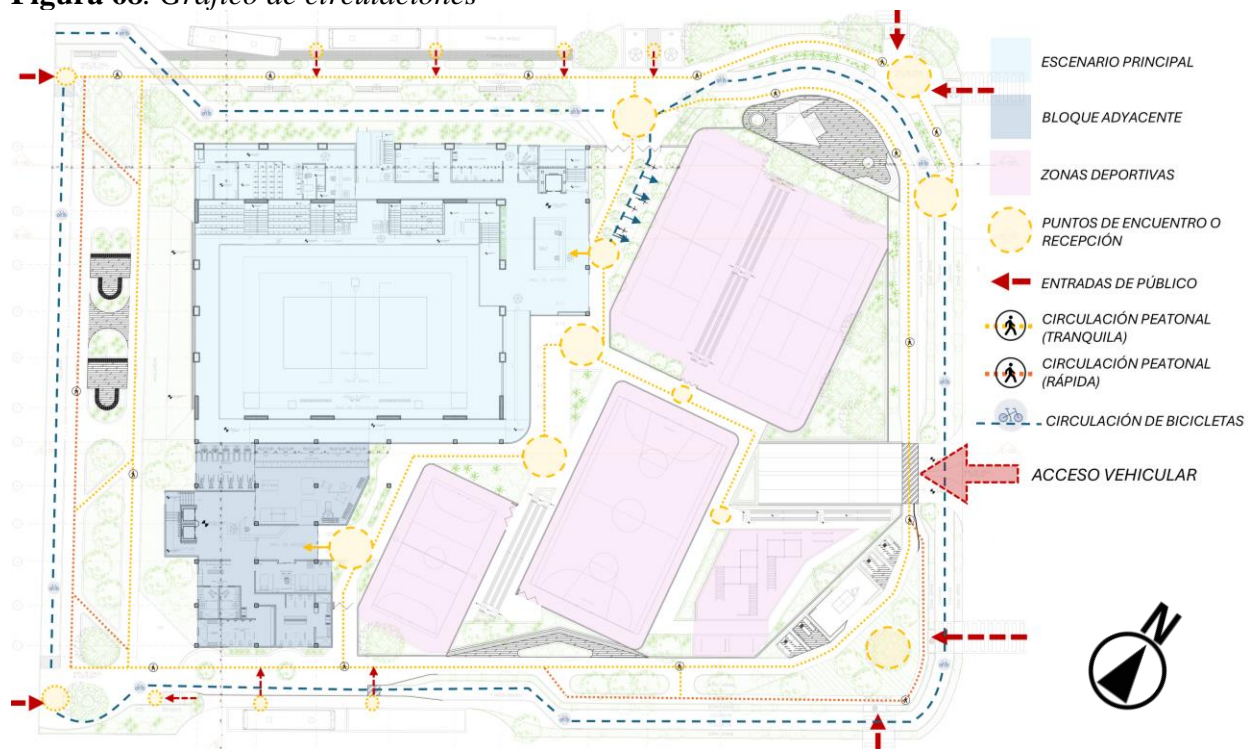 Figura 68. Gráfico de circulaciones
ESCENARIO PRINCIPAL
BLOQUE ADYACENTE
ZONAS DEPORTIVAS
PUNTOS DE ENCUENTRO O
RECEPCIÓN
ENTRADAS DE PÚBLICO
CIRCULACIÓN PEATONAL
(TRANQUILA)
CIRCULACIÓN PEATONAL
(RÁPIDA)
CIRCULACIÓN DE BICICLETAS
ACCESO VEHICULAR
N